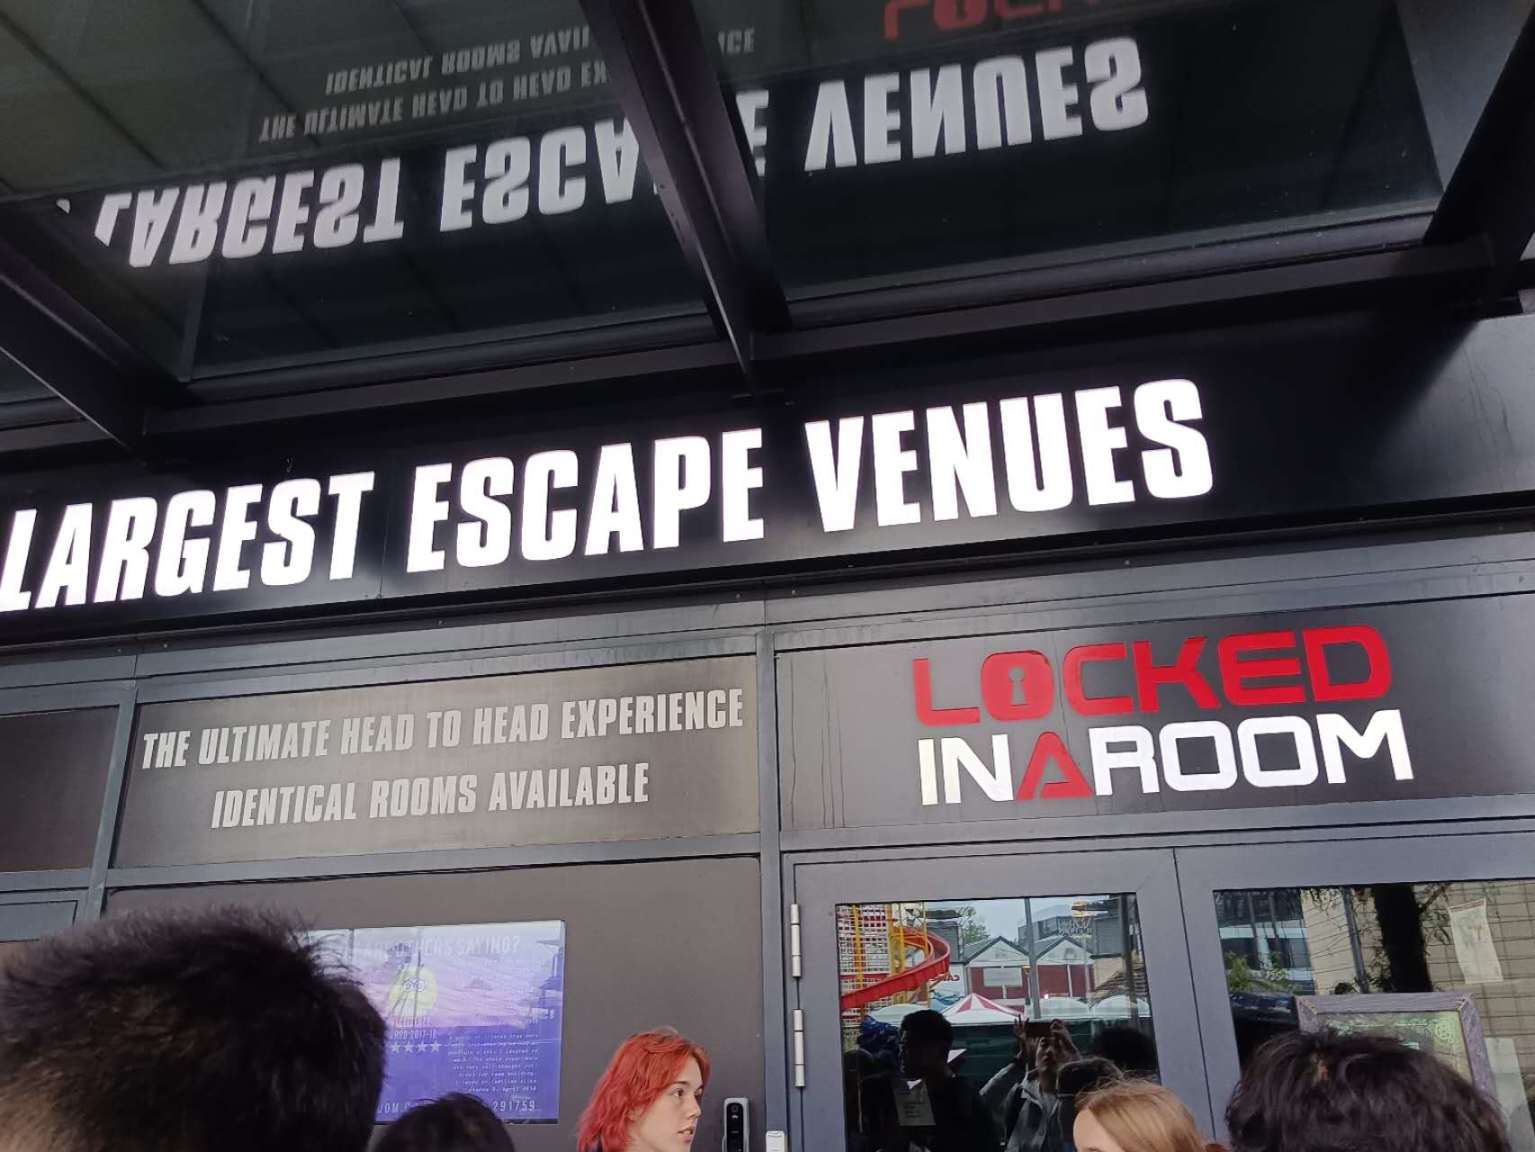 LARGEST ESCAPE VENUES
THE ULTIMATE HEAD TO HEAD EXPERIENCE
IDENTICAL ROOMS AVAILABLE
LOCKED
INAROOM